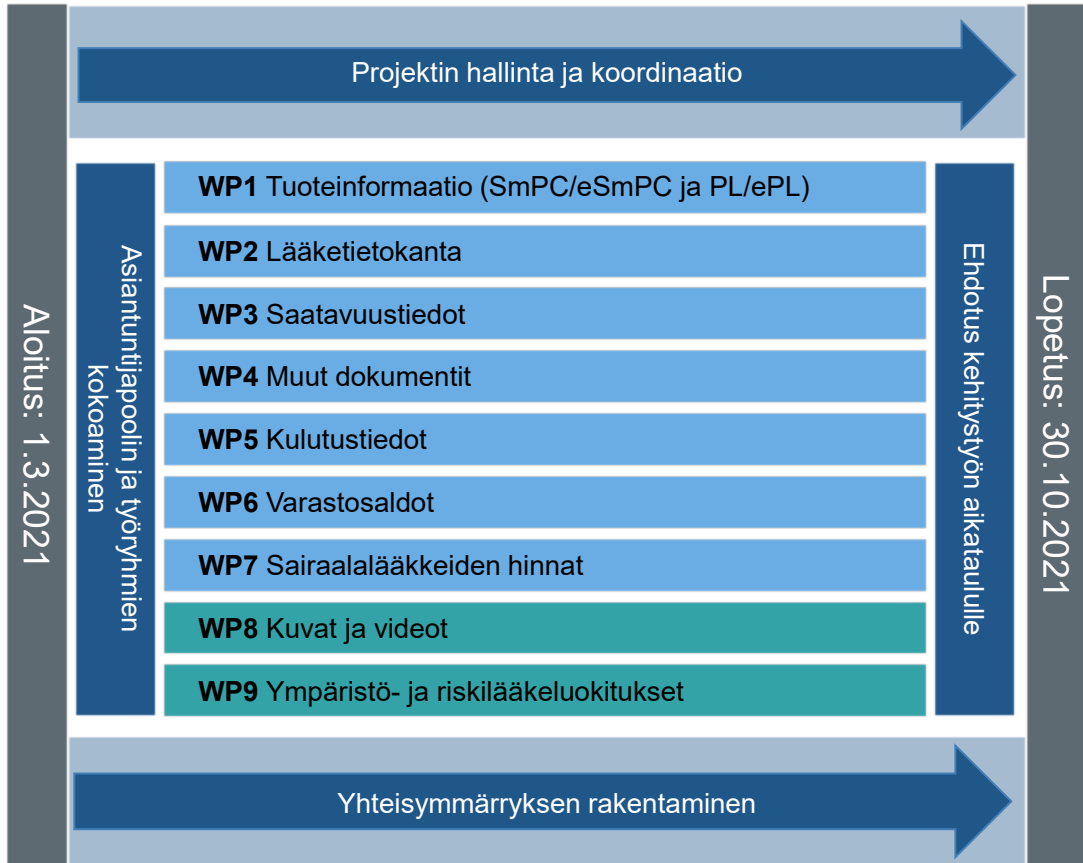 Projektin hallinta ja koordinaatio
Aloitus: 1.3.2021
Asiantuntijapoolin ja työryhmien
kokoaminen
WP1 Tuoteinformaatio (SmPC/eSmPC ja PL/ePL)
WP2 Lääketietokanta
WP3 Saatavuustiedot
WP4 Muut dokumentit
WP5 Kulutustiedot
WP6 Varastosaldot
WP7 Sairaalalääkkeiden hinnat
WP8 Kuvat ja videot
WP9 Ympäristö- ja riskilääkeluokitukset
Ehdotus kehitystyön aikataululle
Lopetus: 30.10.2021
Yhteisymmärryksen rakentaminen